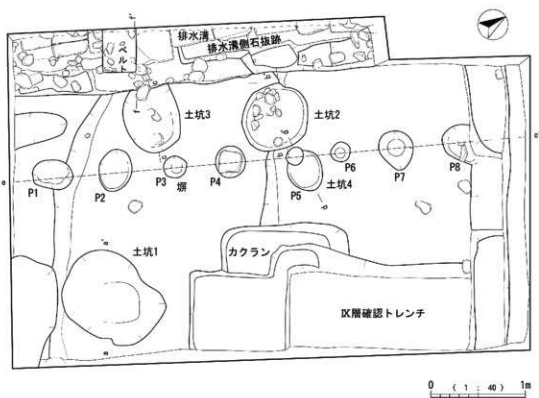 排水溝
排水溝側石抜跡
ベルト
土坑3
土坑2
P1
P2
P3
塀
P4
P5
土坑4
P6
P7
P8
土坑1
カクラン
Ⅸ層確認トレンチ
0 (1:40) 1m